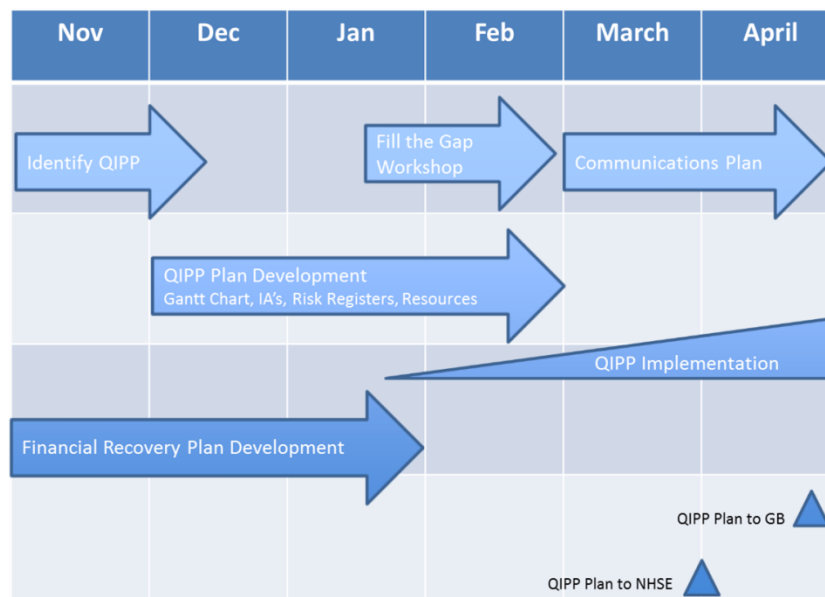 Nov Dec Jan Feb March April
Identify QIPP
Fill the Gap
Workshop
Communications Plan
QIPP Plan Development
Gantt Chart, IA's, Risk Registers, Resources
QIPP Implementation
Financial Recovery Plan Development
QIPP Plan to GB
QIPP Plan to NHSE